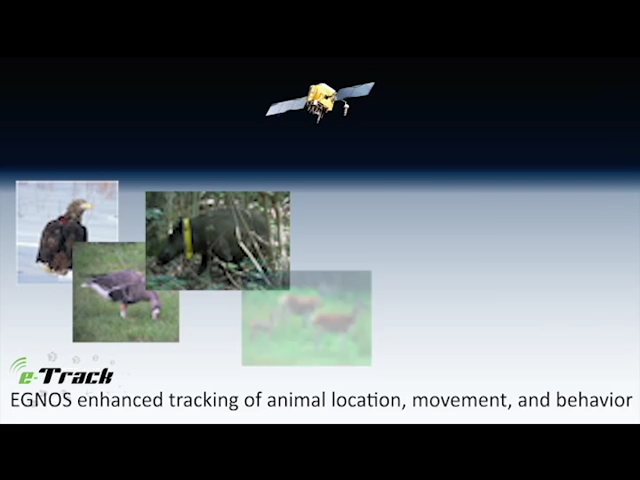 e-Track
EGNOS enhanced tracking of animal location, movement, and behavior